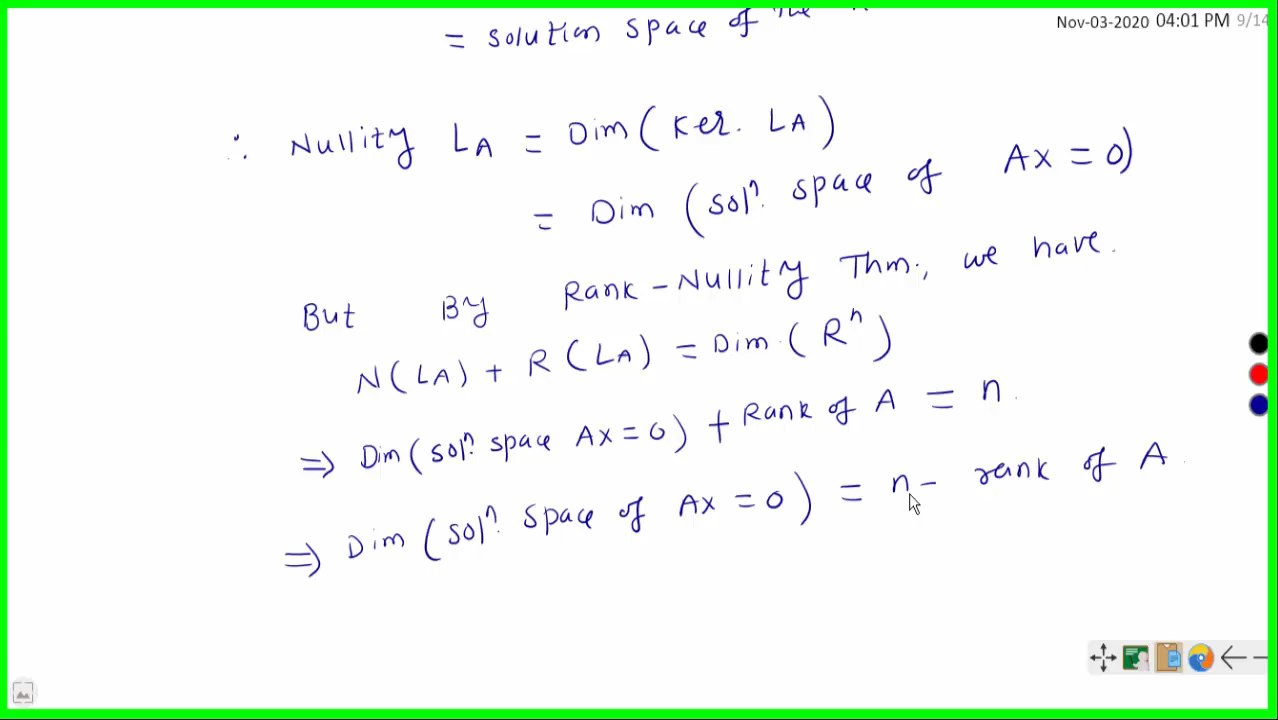 = solution space of the
Nov-03-2020 04:01 PM 9/14
∴ Nullity LA = Dim ( Ker. LA )
= Dim ( solⁿ. space of AX = 0)
But By Rank - Nullity Thm., we have.
N(LA) + R (LA) = Dim. ( Rⁿ )
⇒ Dim ( solⁿ. space AX = 0 ) + Rank of A = n.
⇒ Dim ( solⁿ. space of AX = 0 ) = n - rank of A.